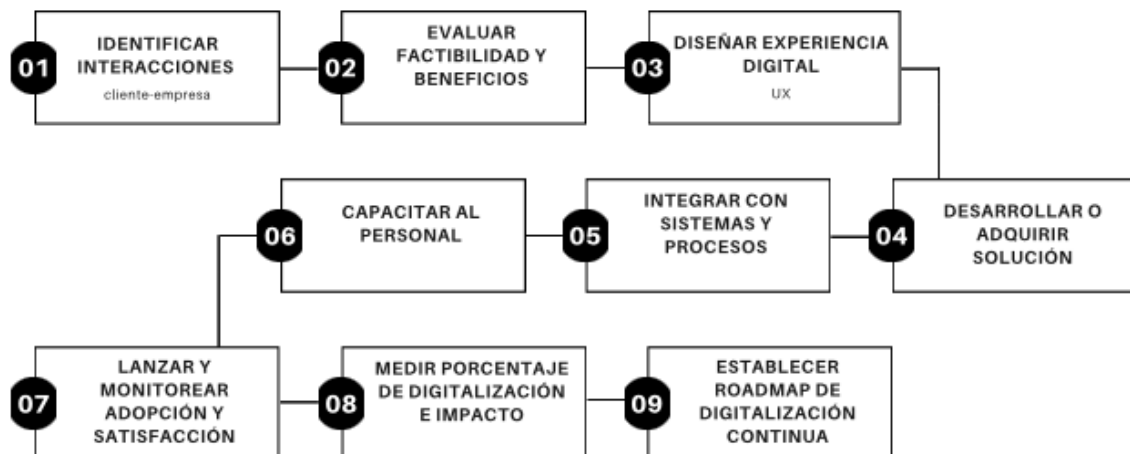 01
IDENTIFICAR
INTERACCIONES
cliente-empresa
02
EVALUAR
FACTIBILIDAD Y
BENEFICIOS
03
DISEÑAR EXPERIENCIA
DIGITAL
UX
04
DESARROLLAR O
ADQUIRIR
SOLUCIÓN
05
INTEGRAR CON
SISTEMAS Y
PROCESOS
06
CAPACITAR AL
PERSONAL
07
LANZAR Y
MONITOREAR
ADOPCIÓN Y
SATISFACCIÓN
08
MEDIR PORCENTAJE
DE DIGITALIZACIÓN
E IMPACTO
09
ESTABLECER
ROADMAP DE
DIGITALIZACIÓN
CONTINUA